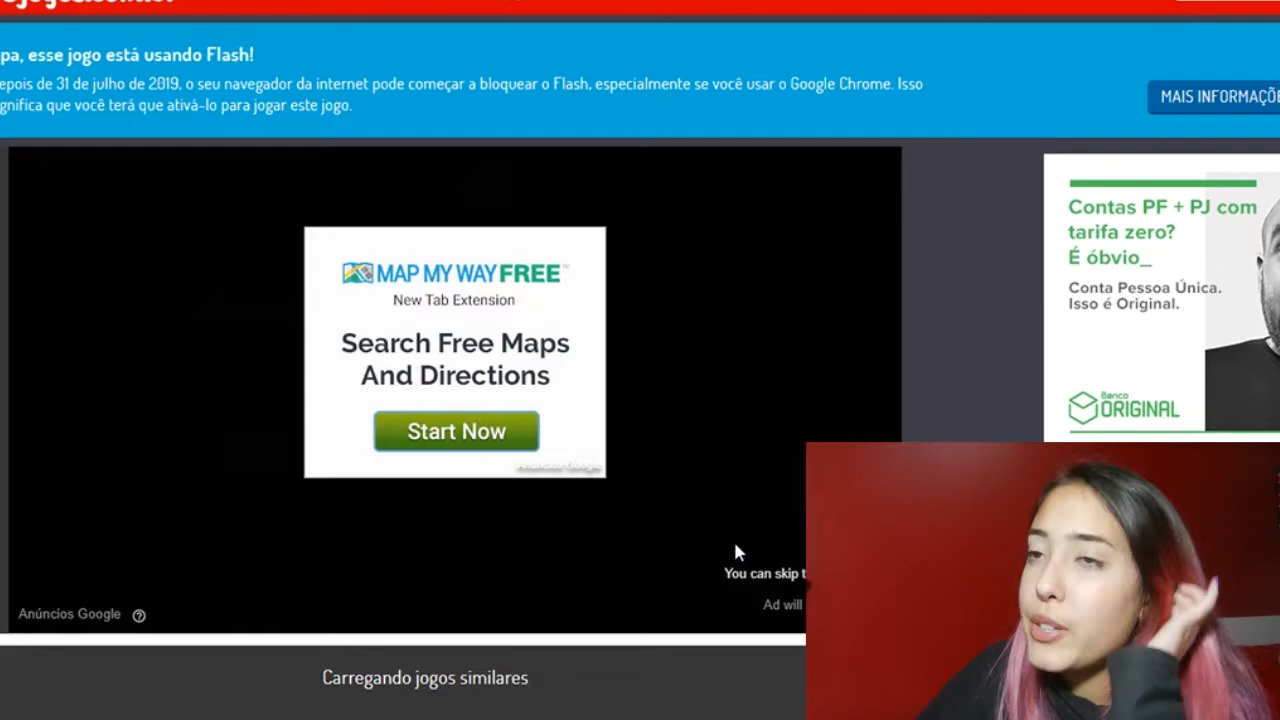 pa, esse jogo está usando Flash!
epois de 31 de julho de 2019, o seu navegador da internet pode começar a bloquear o Flash, especialmente se você usar o Google Chrome. Isso
gnifica que você terá que ativá-lo para jogar este jogo.
MAIS INFORMAÇÕE
MAP MY WAY FREE™
New Tab Extension
Search Free Maps
And Directions
Start Now
Anúncios Google
Contas PF + PJ com
tarifa zero?
É óbvio_
Conta Pessoa Única.
Isso é Original.
Banco
ORIGINAL
You can skip t
Ad will
Anúncios Google
Carregando jogos similares